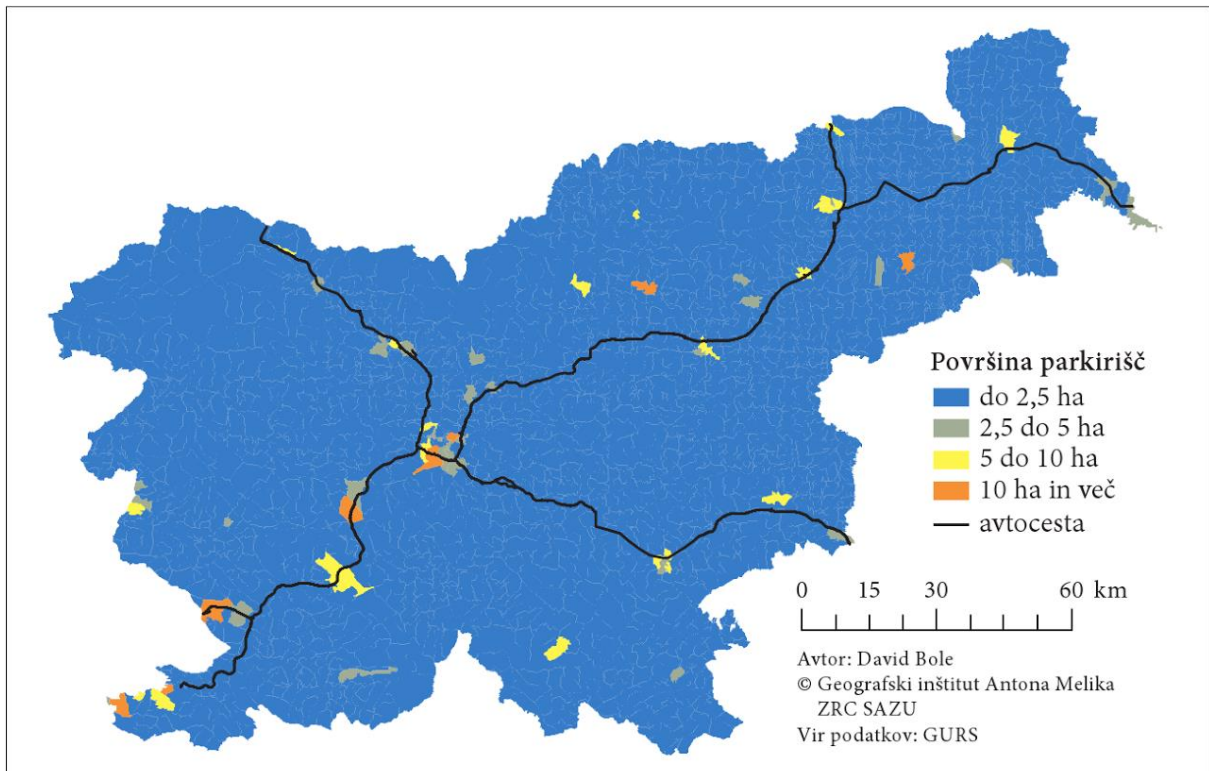 Površina parkirišč
do 2,5 ha
2,5 do 5 ha
5 do 10 ha
10 ha in več
avtocesta
0 15 30 60 km
Avtor: David Bole
© Geografski inštitut Antona Melika
ZRC SAZU
Vir podatkov: GURS